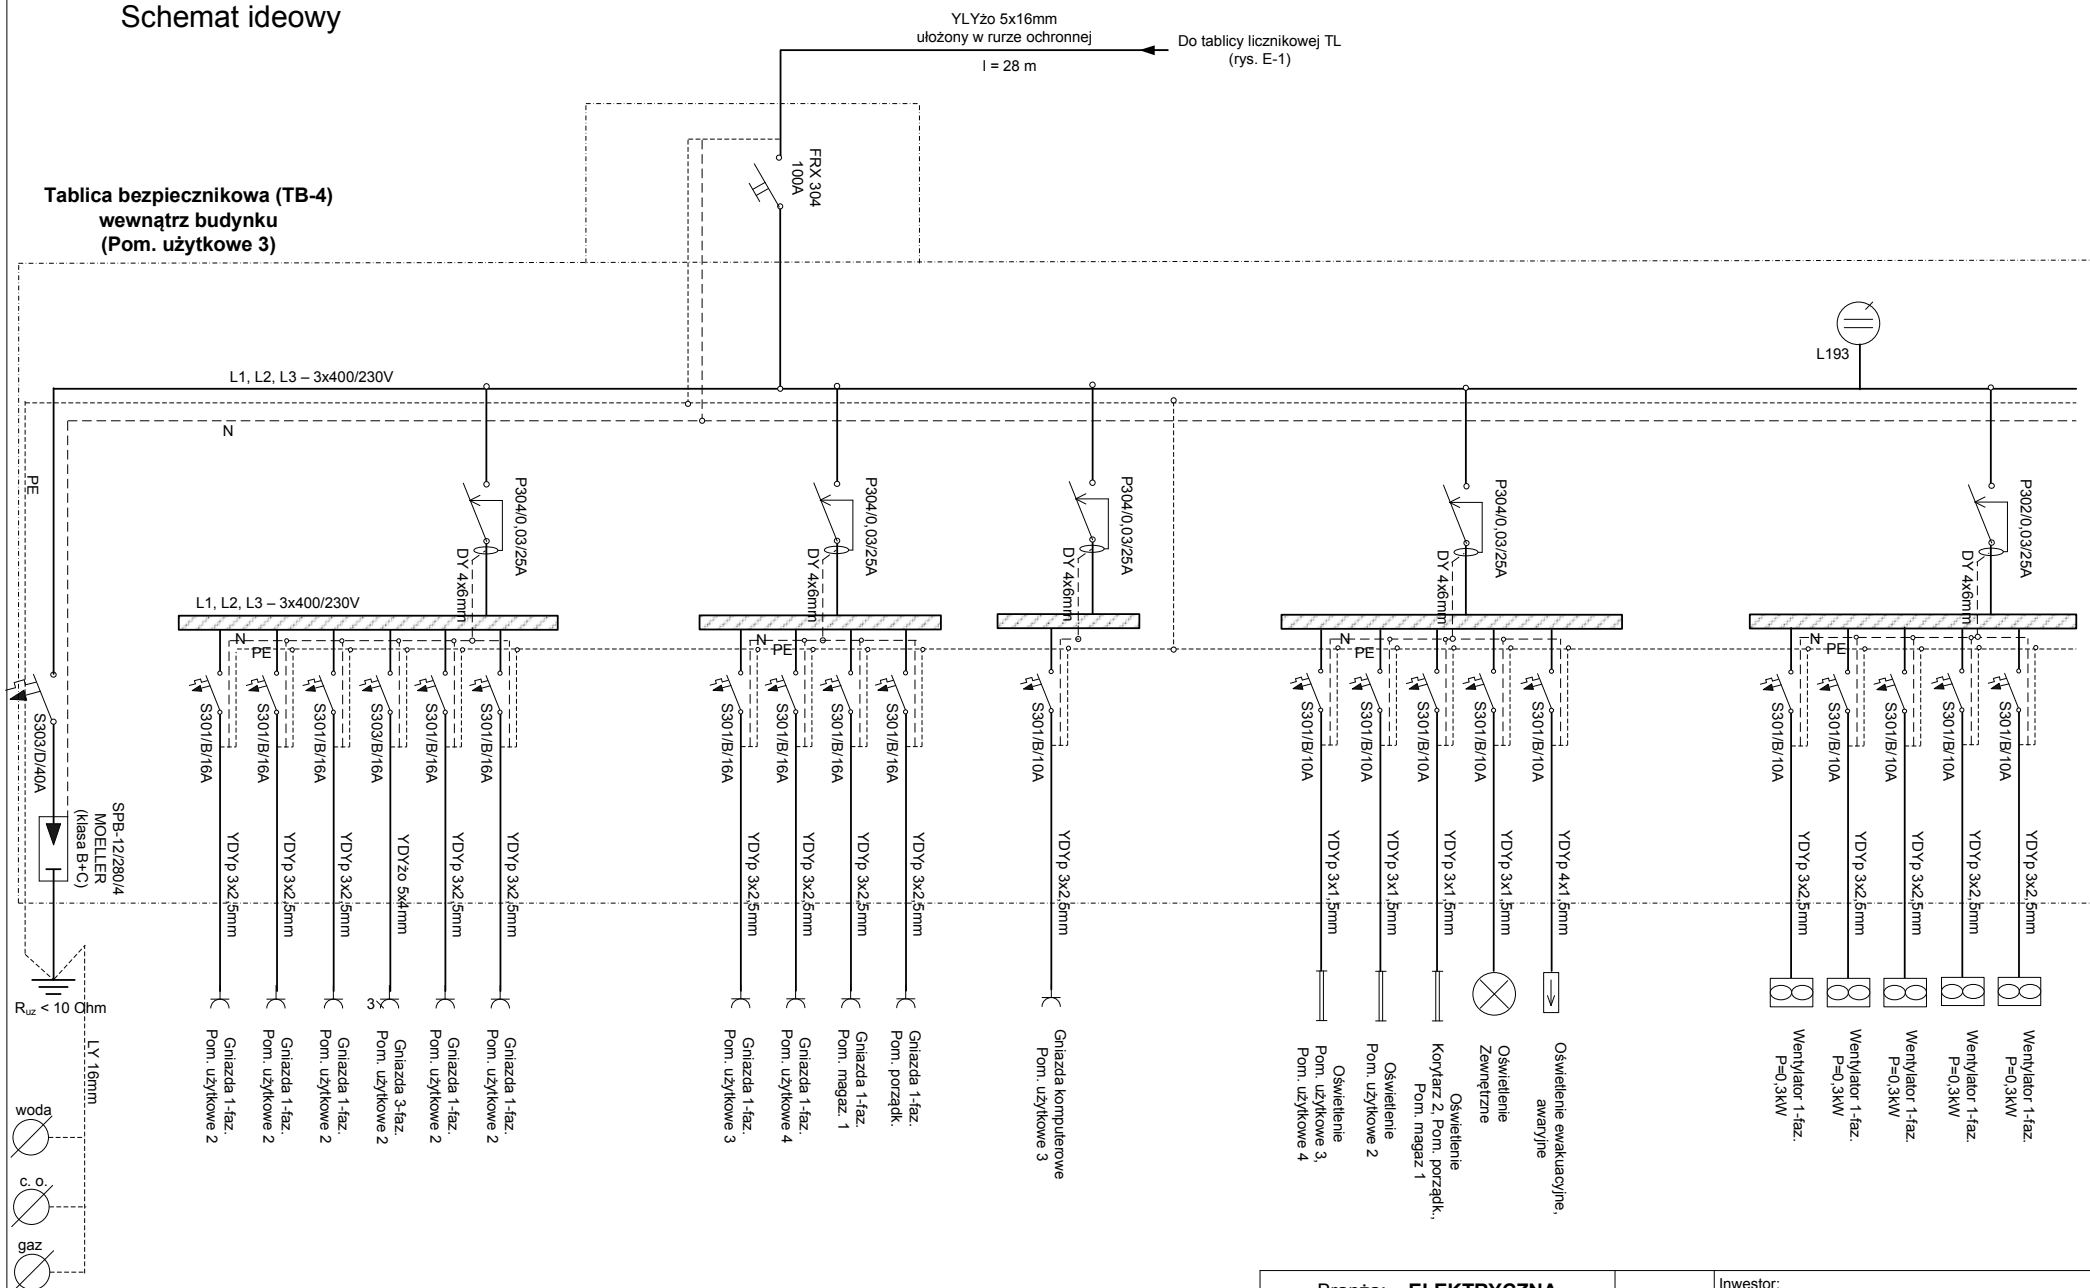 Schemat ideowy
YLYżo 5x16mm
ułożony w rurze ochronnej
l = 28 m
Do tablicy licznikowej TL
(rys. E-1)
FRX 304
100A
Tablica bezpiecznikowa (TB-4)
wewnątrz budynku
(Pom. użytkowe 3)
L193
L1, L2, L3 – 3x400/230V
N
PE
P304/0,03/25A
DY 4x6mm
P304/0,03/25A
DY 4x6mm
P304/0,03/25A
DY 4x6mm
P304/0,03/25A
DY 4x6mm
P302/0,03/25A
DY 4x6mm
L1, L2, L3 – 3x400/230V
N
PE
N
PE
N
PE
N
PE
S303/D/40A
S301/B/16A
S301/B/16A
S301/B/16A
S303/B/16A
S301/B/16A
S301/B/16A
S301/B/16A
S301/B/16A
S301/B/16A
S301/B/16A
S301/B/10A
S301/B/10A
S301/B/10A
S301/B/10A
S301/B/10A
S301/B/10A
S301/B/10A
S301/B/10A
S301/B/10A
S301/B/10A
S301/B/10A
SPB-12/280/4
MOELLER
(klasa B+C)
YDYp 3x2,5mm
YDYp 3x2,5mm
YDYp 3x2,5mm
YDYżo 5x4mm
YDYp 3x2,5mm
YDYp 3x2,5mm
YDYp 3x2,5mm
YDYp 3x2,5mm
YDYp 3x2,5mm
YDYp 3x2,5mm
YDYp 3x2,5mm
YDYp 3x1,5mm
YDYp 3x1,5mm
YDYp 3x1,5mm
YDYp 3x1,5mm
YDYp 4x1,5mm
YDYp 3x2,5mm
YDYp 3x2,5mm
YDYp 3x2,5mm
YDYp 3x2,5mm
YDYp 3x2,5mm
Ruz < 10 Ohm
3
LY 16mm
Gniazda 1-faz.
Pom. użytkowe 2
Gniazda 1-faz.
Pom. użytkowe 2
Gniazda 1-faz.
Pom. użytkowe 2
Gniazda 3-faz.
Pom. użytkowe 2
Gniazda 1-faz.
Pom. użytkowe 2
Gniazda 1-faz.
Pom. użytkowe 2
Gniazda 1-faz.
Pom. użytkowe 3
Gniazda 1-faz.
Pom. użytkowe 4
Gniazda 1-faz.
Pom. magaz. 1
Gniazda 1-faz.
Pom. porządk.
Gniazda komputerowe
Pom. użytkowe 3
Oświetlenie
Pom. użytkowe 3,
Pom. użytkowe 4
Oświetlenie
Pom. użytkowe 2
Oświetlenie
Korytarz 2, Pom. porządk.,
Pom. magaz 1
Oświetlenie
Zewnętrzne
Oświetlenie ewakuacyjne,
awaryjne
Wentylator 1-faz.
P=0,3kW
Wentylator 1-faz.
P=0,3kW
Wentylator 1-faz.
P=0,3kW
Wentylator 1-faz.
P=0,3kW
Wentylator 1-faz.
P=0,3kW
woda
c. o.
gaz
Branża: ELEKTRYCZNA
Inwestor: